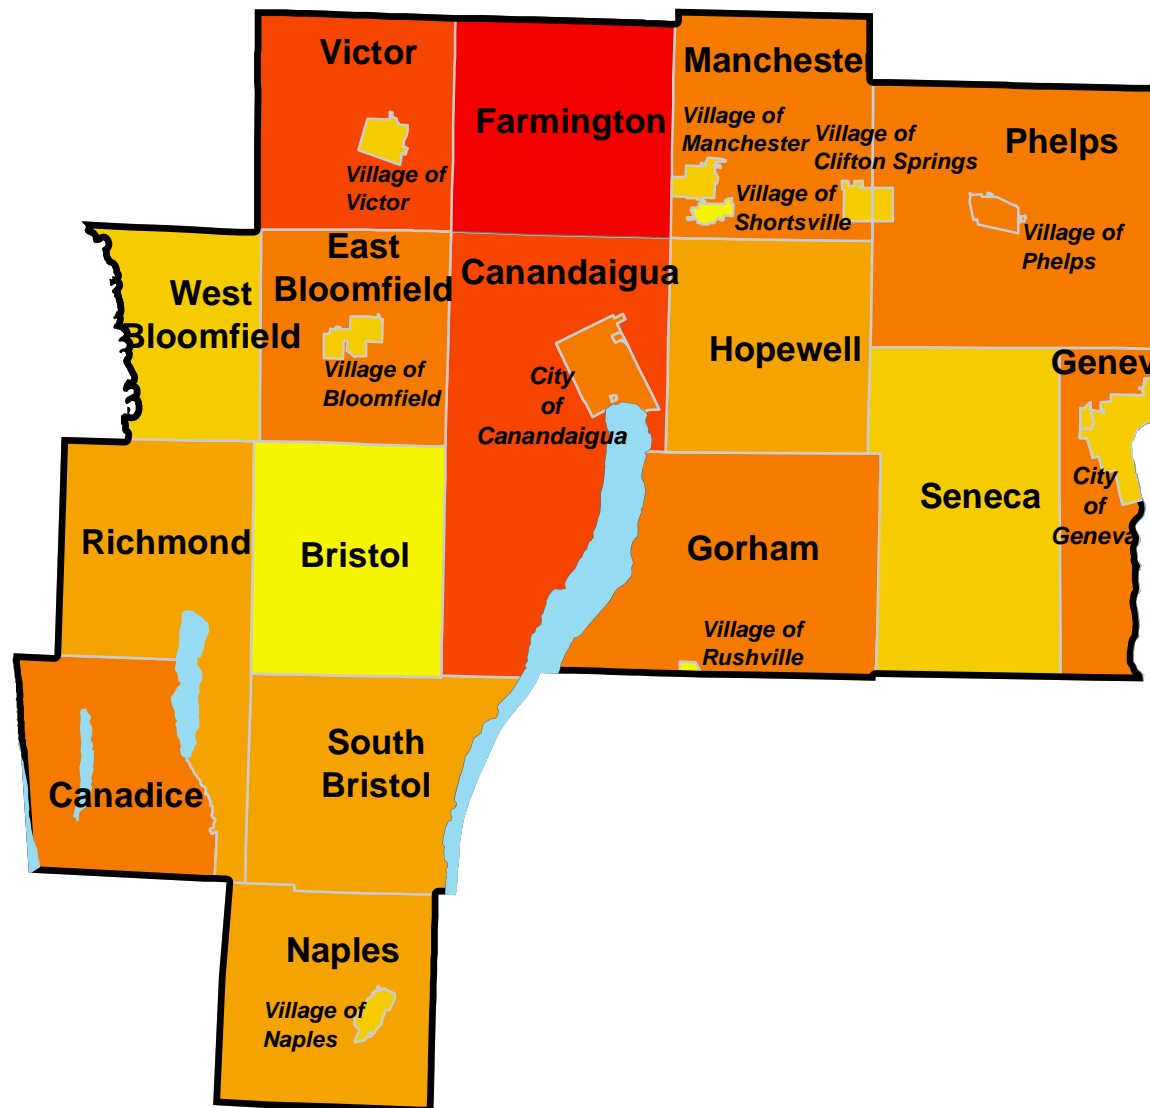 Victor
Village of
Victor
Farmington
Manchester
Village of
Manchester
Village of
Shortsville
Village of
Clifton Springs
Phelps
Village of
Phelps
West
Bloomfield
East
Bloomfield
Village of
Bloomfield
Canandaigua
City
of
Canandaigua
Hopewell
Seneca
Genev
City
of
Geneva
Richmond
Bristol
Gorham
Village of
Rushville
Canadice
South
Bristol
Naples
Village of
Naples